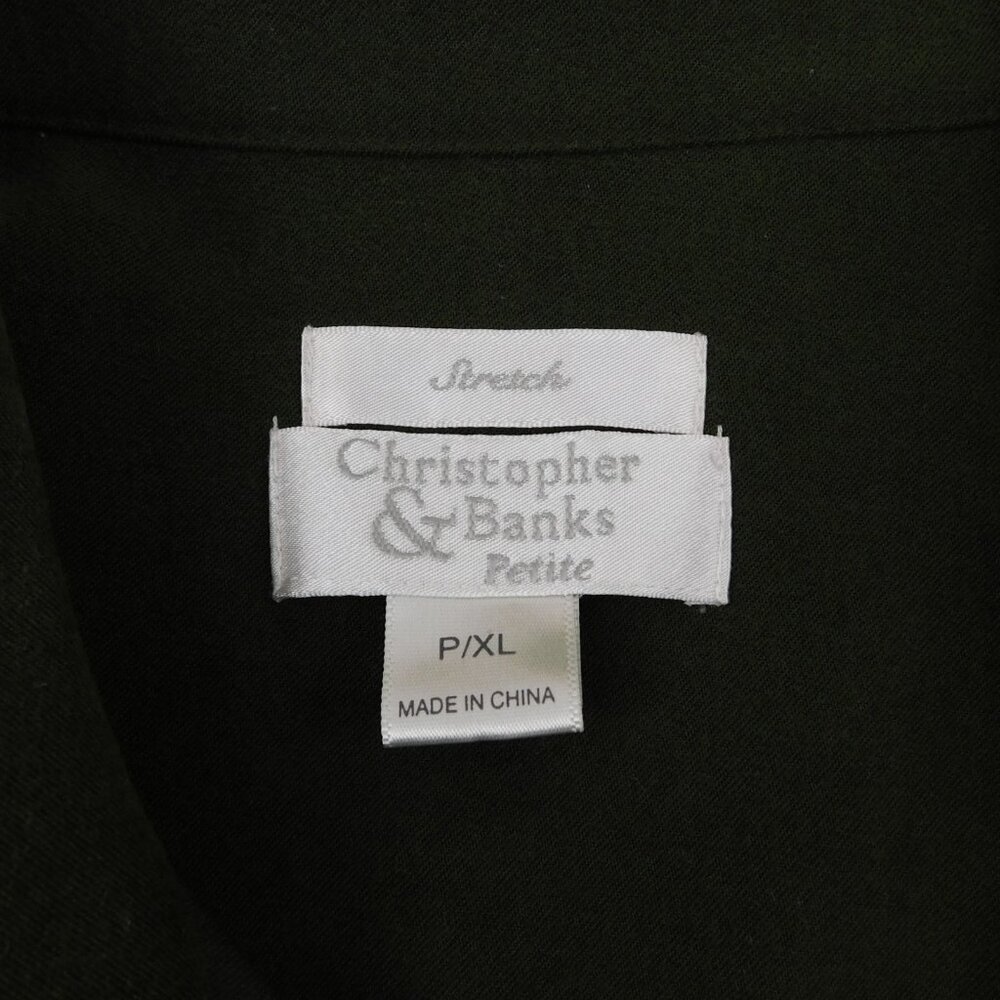 Stretch
Christopher
& Banks
Petite
P/XL
MADE IN CHINA